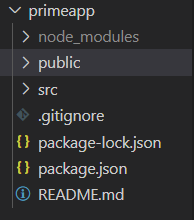 primeapp
node_modules
public
src
.gitignore
package-lock.json
package.json
README.md